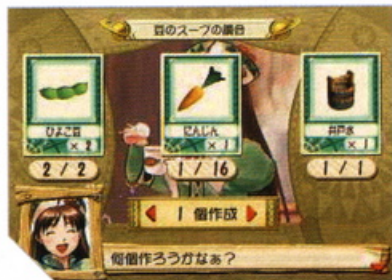 豆のスープの調合
ひよこ豆
× 2
2 / 2
にんじん
× 1
1 / 16
井戸水
× 1
1 / 1
1 個作成
何個作ろうかなぁ？